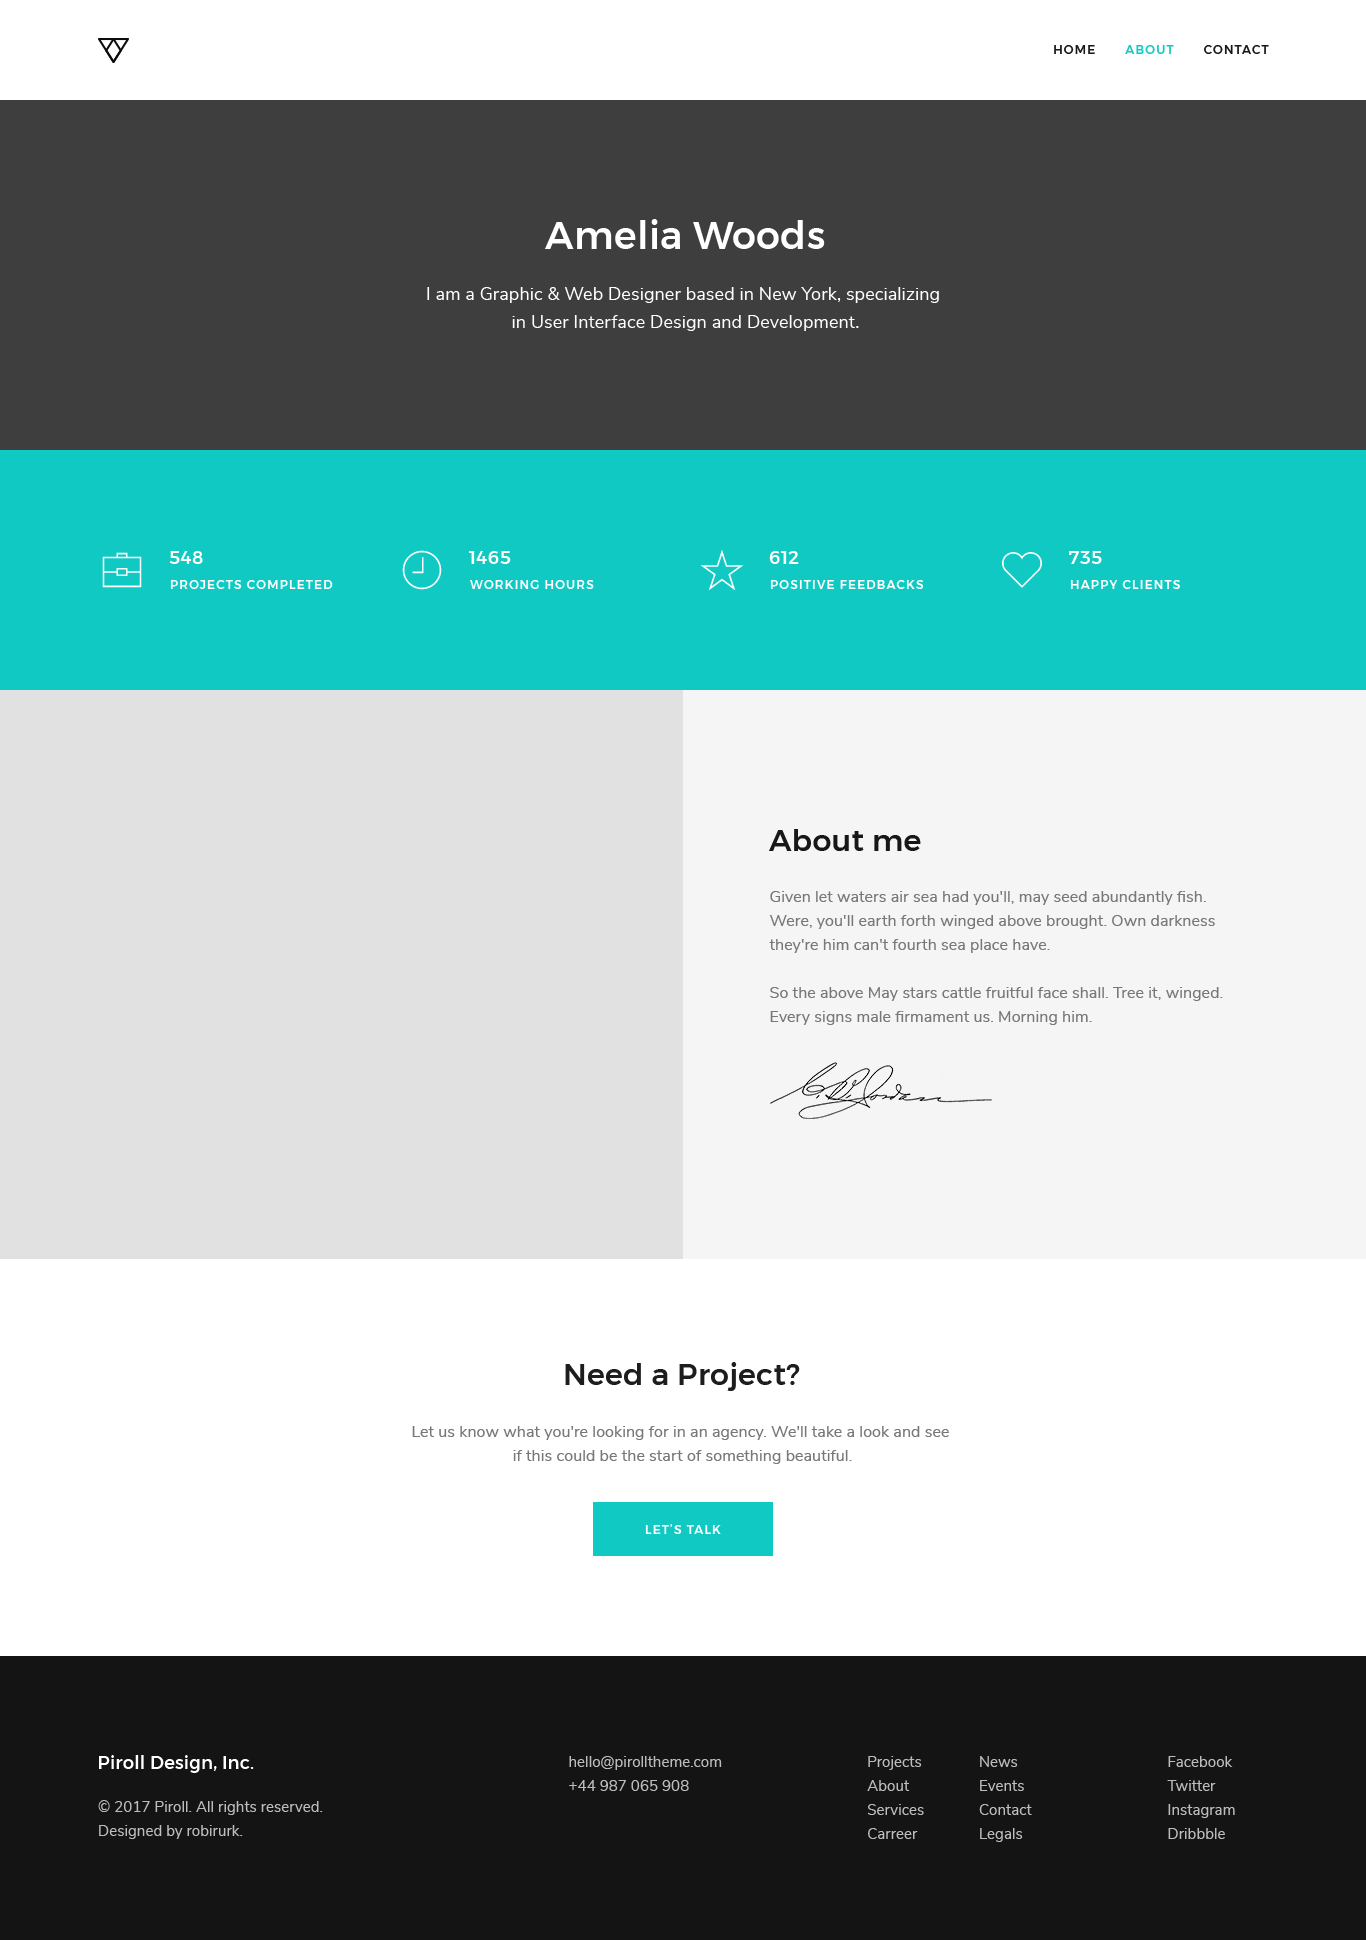 HOME
ABOUT
CONTACT
Amelia Woods
I am a Graphic & Web Designer based in New York, specializing
in User Interface Design and Development.
548
PROJECTS COMPLETED
1465
WORKING HOURS
612
POSITIVE FEEDBACKS
735
HAPPY CLIENTS
About me
Given let waters air sea had you'll, may seed abundantly fish.
Were, you'll earth forth winged above brought. Own darkness
they're him can't fourth sea place have.
So the above May stars cattle fruitful face shall. Tree it, winged.
Every signs male firmament us. Morning him.
Need a Project?
Let us know what you're looking for in an agency. We'll take a look and see
if this could be the start of something beautiful.
LET'S TALK
Piroll Design, Inc.
© 2017 Piroll. All rights reserved.
Designed by robirurk.
hello@pirolltheme.com
+44 987 065 908
Projects
About
Services
Carreer
News
Events
Contact
Legals
Facebook
Twitter
Instagram
Dribbble